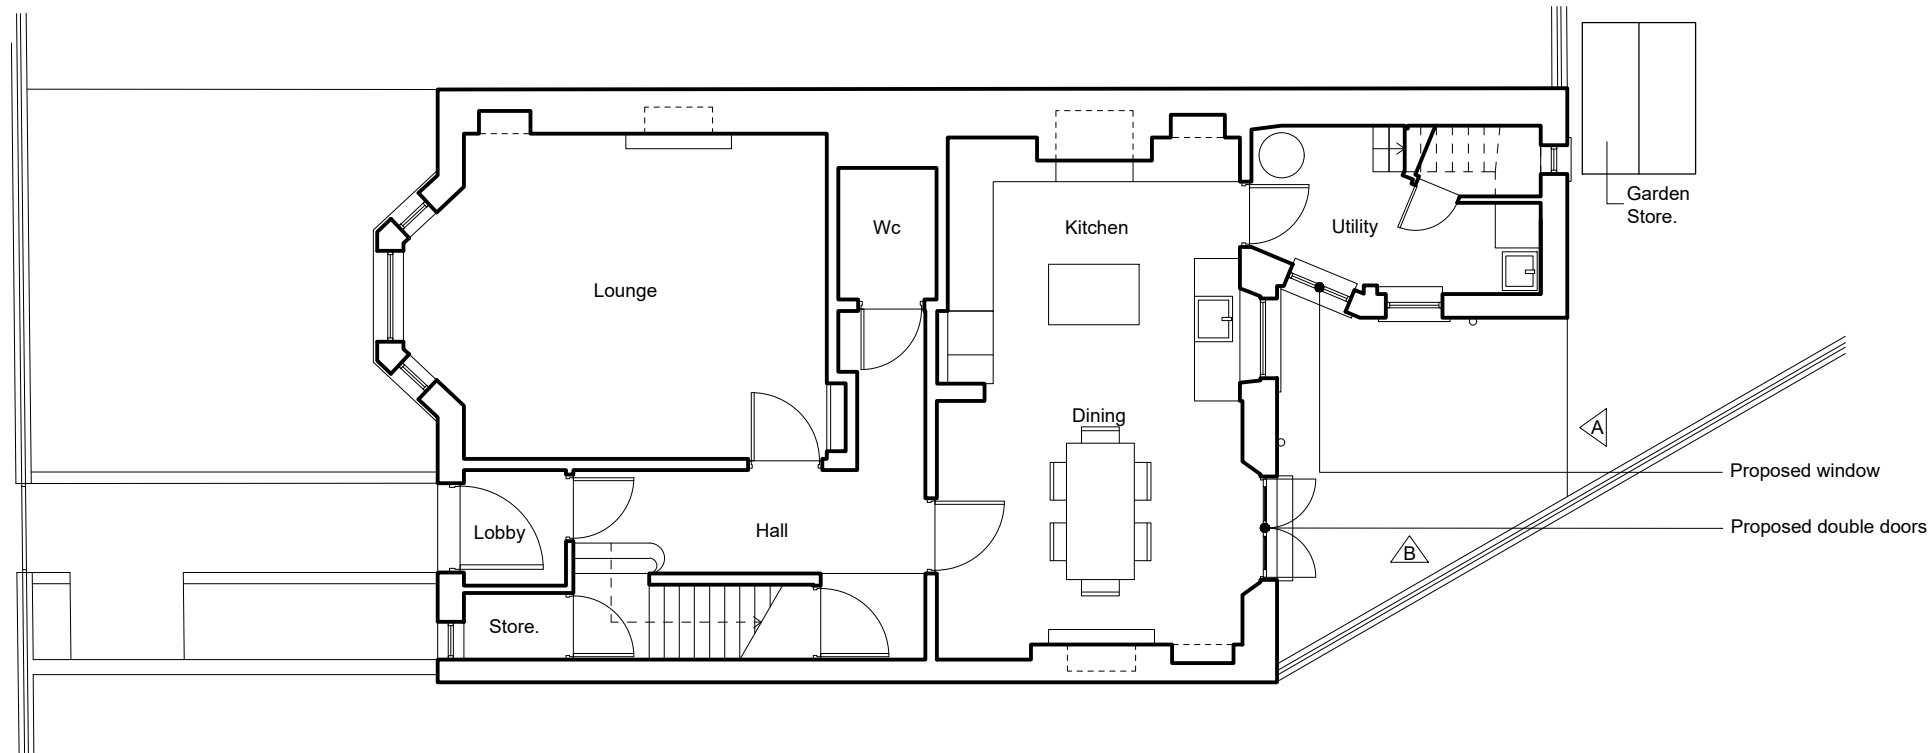 Garden
Store.
Wc
Kitchen
Utility
Lounge
Dining
A
Proposed window
Lobby
Hall
Proposed double doors
B
Store.